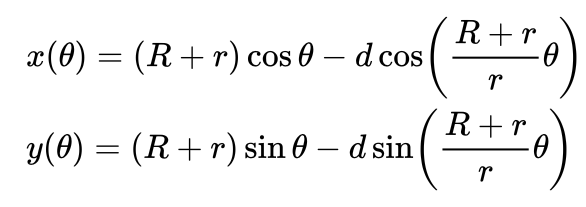 x(θ) = (R + r) cos θ − d cos((R + r)/r θ)
y(θ) = (R + r) sin θ − d sin((R + r)/r θ)